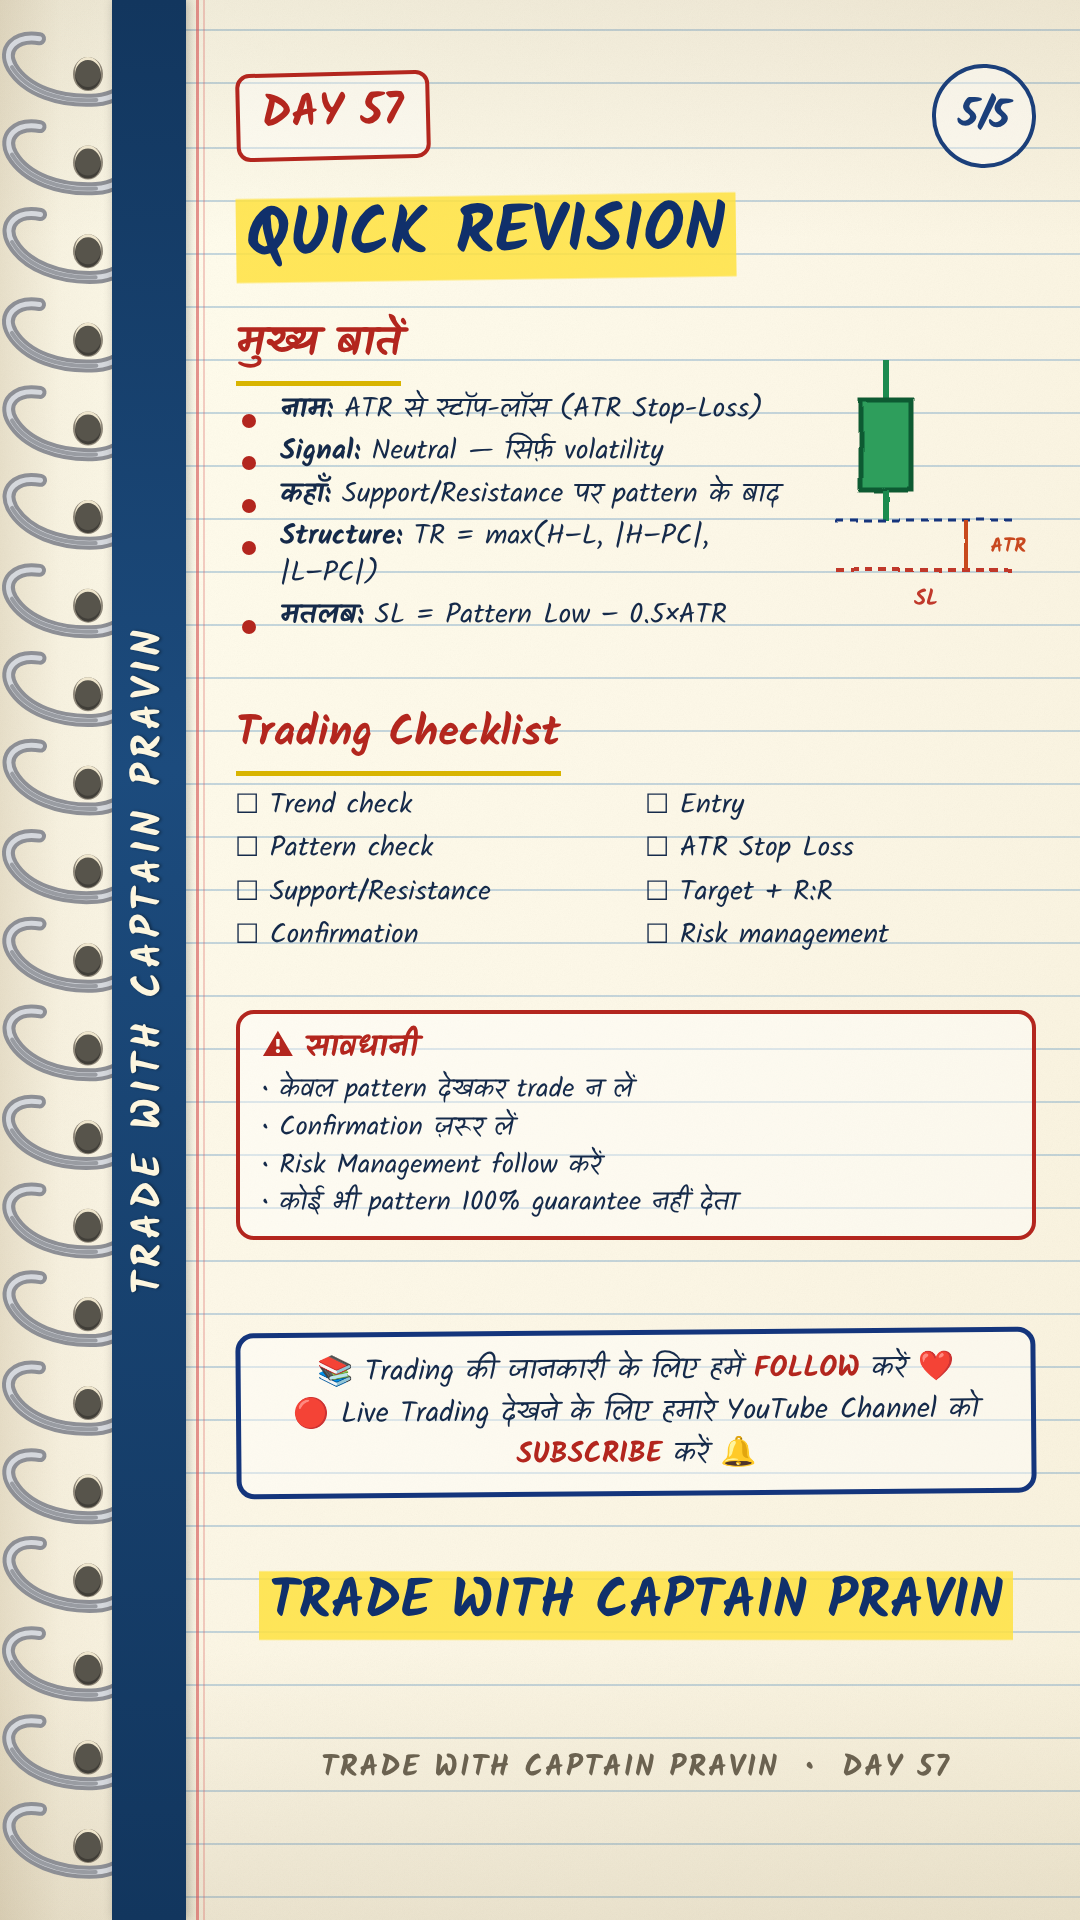 DAY 57
5/5
QUICK REVISION
मुख्य बातें
नाम: ATR से स्टॉप-लॉस (ATR Stop-Loss)
Signal: Neutral — सिर्फ़ volatility
कहाँ: Support/Resistance पर pattern के बाद
Structure: TR = max(H−L, |H−PC|,
|L−PC|)
मतलब: SL = Pattern Low − 0.5×ATR
ATR
SL
Trading Checklist
☐ Trend check
☐ Entry
☐ Pattern check
☐ ATR Stop Loss
☐ Support/Resistance
☐ Target + R:R
☐ Confirmation
☐ Risk management
⚠ सावधानी
· केवल pattern देखकर trade न लें
· Confirmation ज़रूर लें
· Risk Management follow करें
· कोई भी pattern 100% guarantee नहीं देता
📚 Trading की जानकारी के लिए हमें FOLLOW करें ❤️
🔴 Live Trading देखने के लिए हमारे YouTube Channel को
SUBSCRIBE करें 🔔
TRADE WITH CAPTAIN PRAVIN
TRADE WITH CAPTAIN PRAVIN · DAY 57
TRADE WITH CAPTAIN PRAVIN